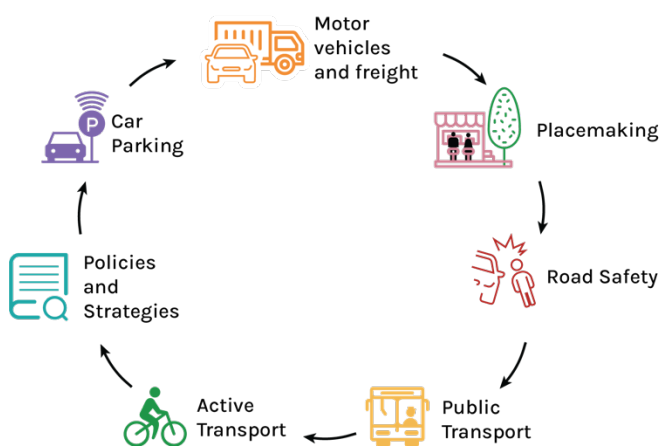 Motor
vehicles
and freight
Placemaking
Road Safety
Public
Transport
Active
Transport
Policies
and
Strategies
P
Car
Parking